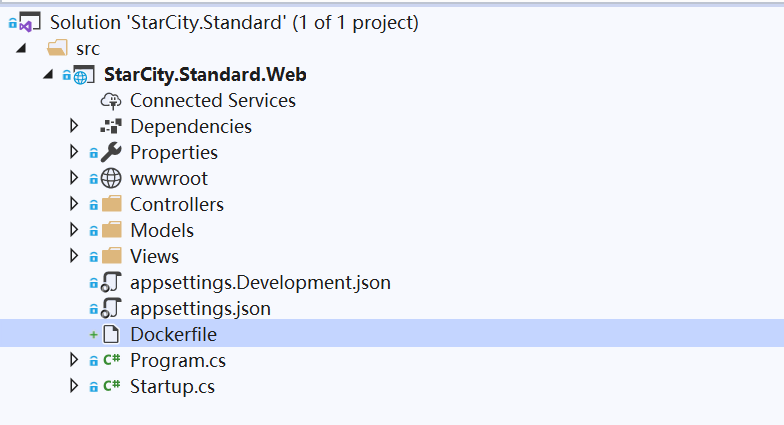 Solution 'StarCity.Standard' (1 of 1 project)
src
StarCity.Standard.Web
Connected Services
Dependencies
Properties
wwwroot
Controllers
Models
Views
appsettings.Development.json
appsettings.json
Dockerfile
C# Program.cs
C# Startup.cs